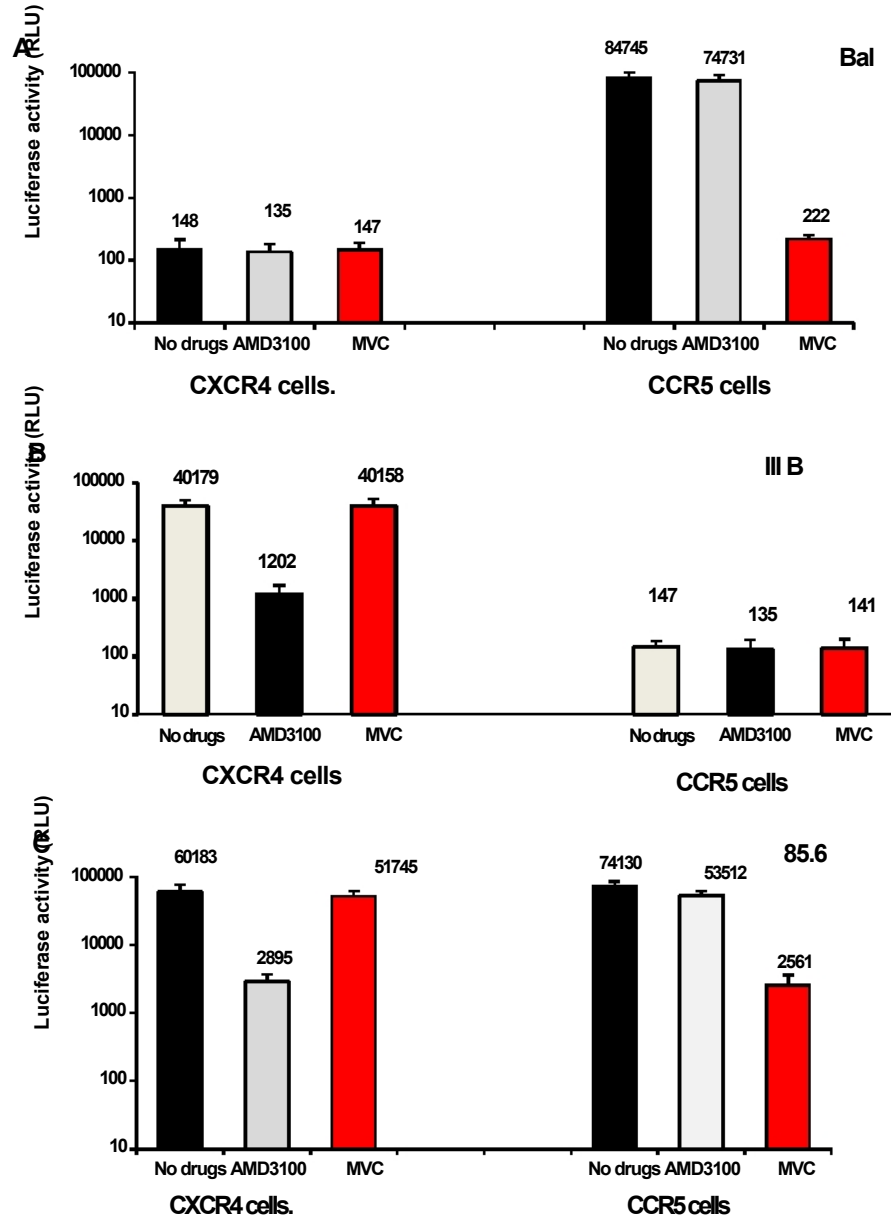 A
Luciferase activity (RLU)
Bal
84745
74731
148
135
147
222
100000
10000
1000
100
10
No drugs AMD3100 MVC
No drugs AMD3100 MVC
CXCR4 cells.
CCR5 cells
B
Luciferase activity (RLU)
III B
40179
40158
1202
147
135
141
100000
10000
1000
100
10
No drugs AMD3100 MVC
No drugs AMD3100 MVC
CXCR4 cells
CCR5 cells
C
Luciferase activity (RLU)
85.6
60183
51745
74130
53512
2895
2561
100000
10000
1000
100
10
No drugs AMD3100 MVC
No drugs AMD3100 MVC
CXCR4 cells.
CCR5 cells